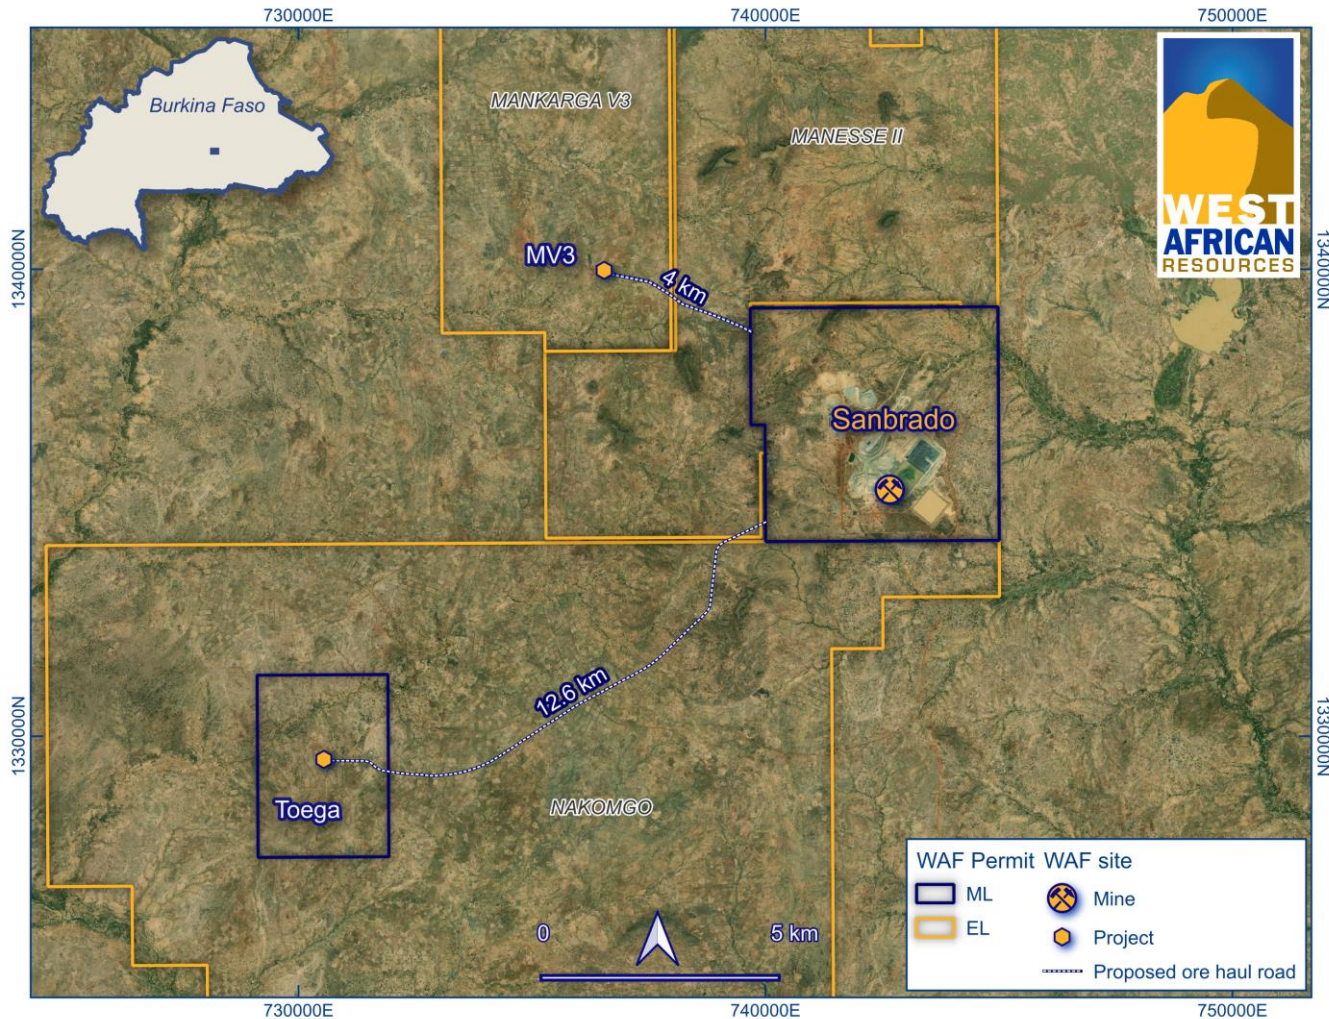 730000E
740000E
750000E
Burkina Faso
MANKARGA V3
MANESSE II
WEST
AFRICAN
RESOURCES
1340000N
1340000N
MV3
4 km
Sanbrado
12.6 km
1330000N
1330000N
Toega
NAKOMGO
WAF Permit
WAF site
ML
Mine
EL
Project
Proposed ore haul road
0
5 km
730000E
740000E
750000E